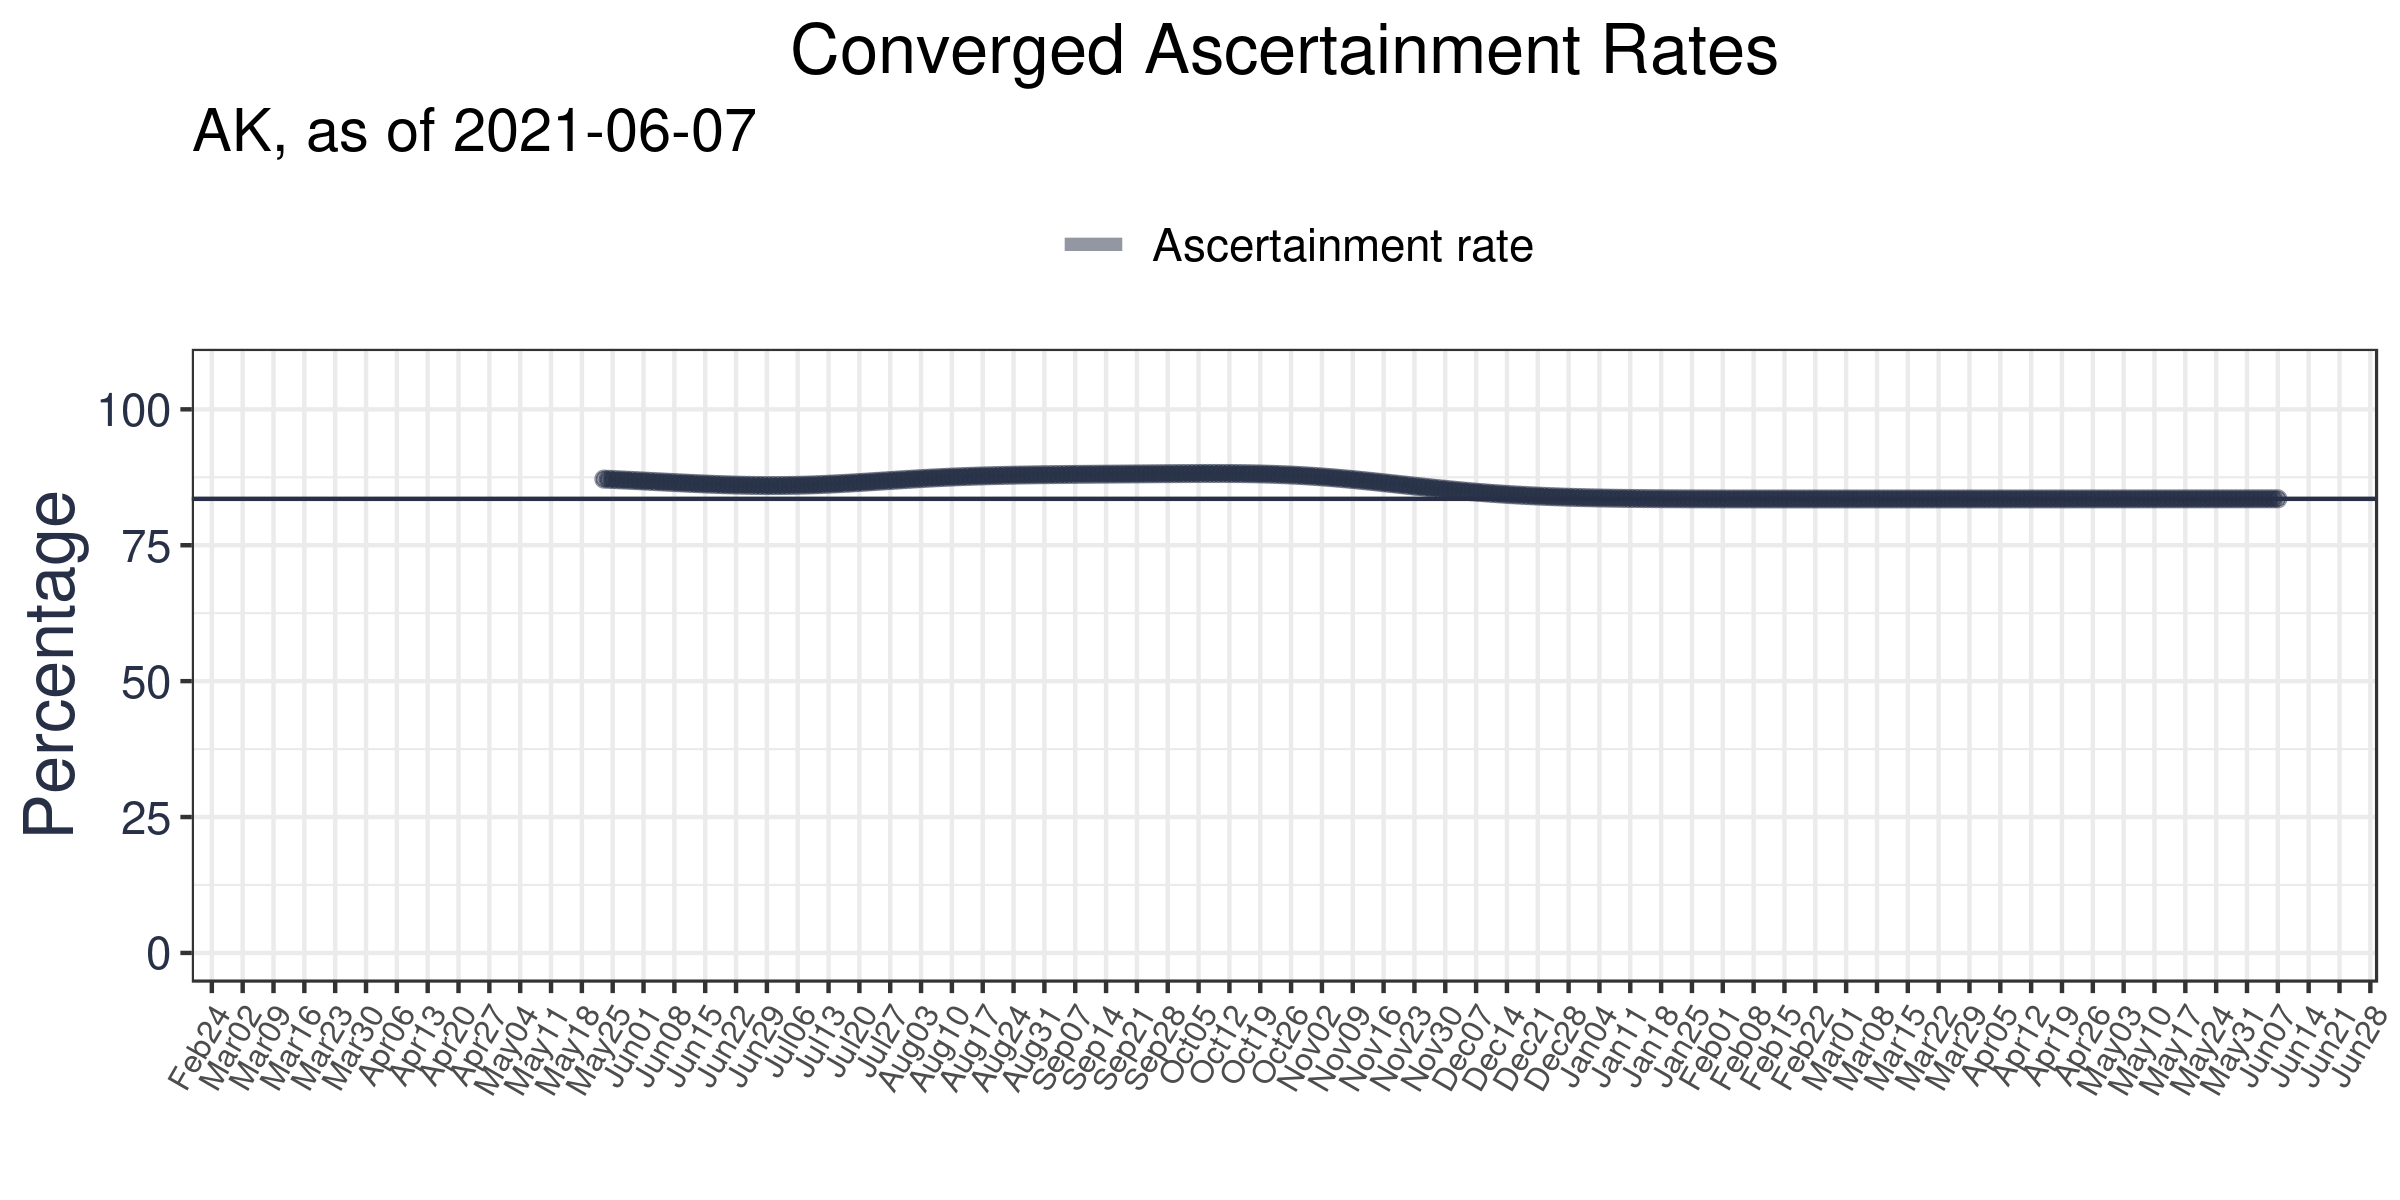 Converged Ascertainment Rates
AK, as of 2021-06-07
Ascertainment rate
Percentage
100
75
50
25
0
Feb24
Mar02
Mar09
Mar16
Mar23
Mar30
Apr06
Apr13
Apr20
Apr27
May04
May11
May18
May25
Jun01
Jun08
Jun15
Jun22
Jun29
Jul06
Jul13
Jul20
Jul27
Aug03
Aug10
Aug17
Aug24
Aug31
Sep07
Sep14
Sep21
Sep28
Oct05
Oct12
Oct19
Oct26
Nov02
Nov09
Nov16
Nov23
Nov30
Dec07
Dec14
Dec21
Dec28
Jan04
Jan11
Jan18
Jan25
Feb01
Feb08
Feb15
Feb22
Mar01
Mar08
Mar15
Mar22
Mar29
Apr05
Apr12
Apr19
Apr26
May03
May10
May17
May24
May31
Jun07
Jun14
Jun21
Jun28